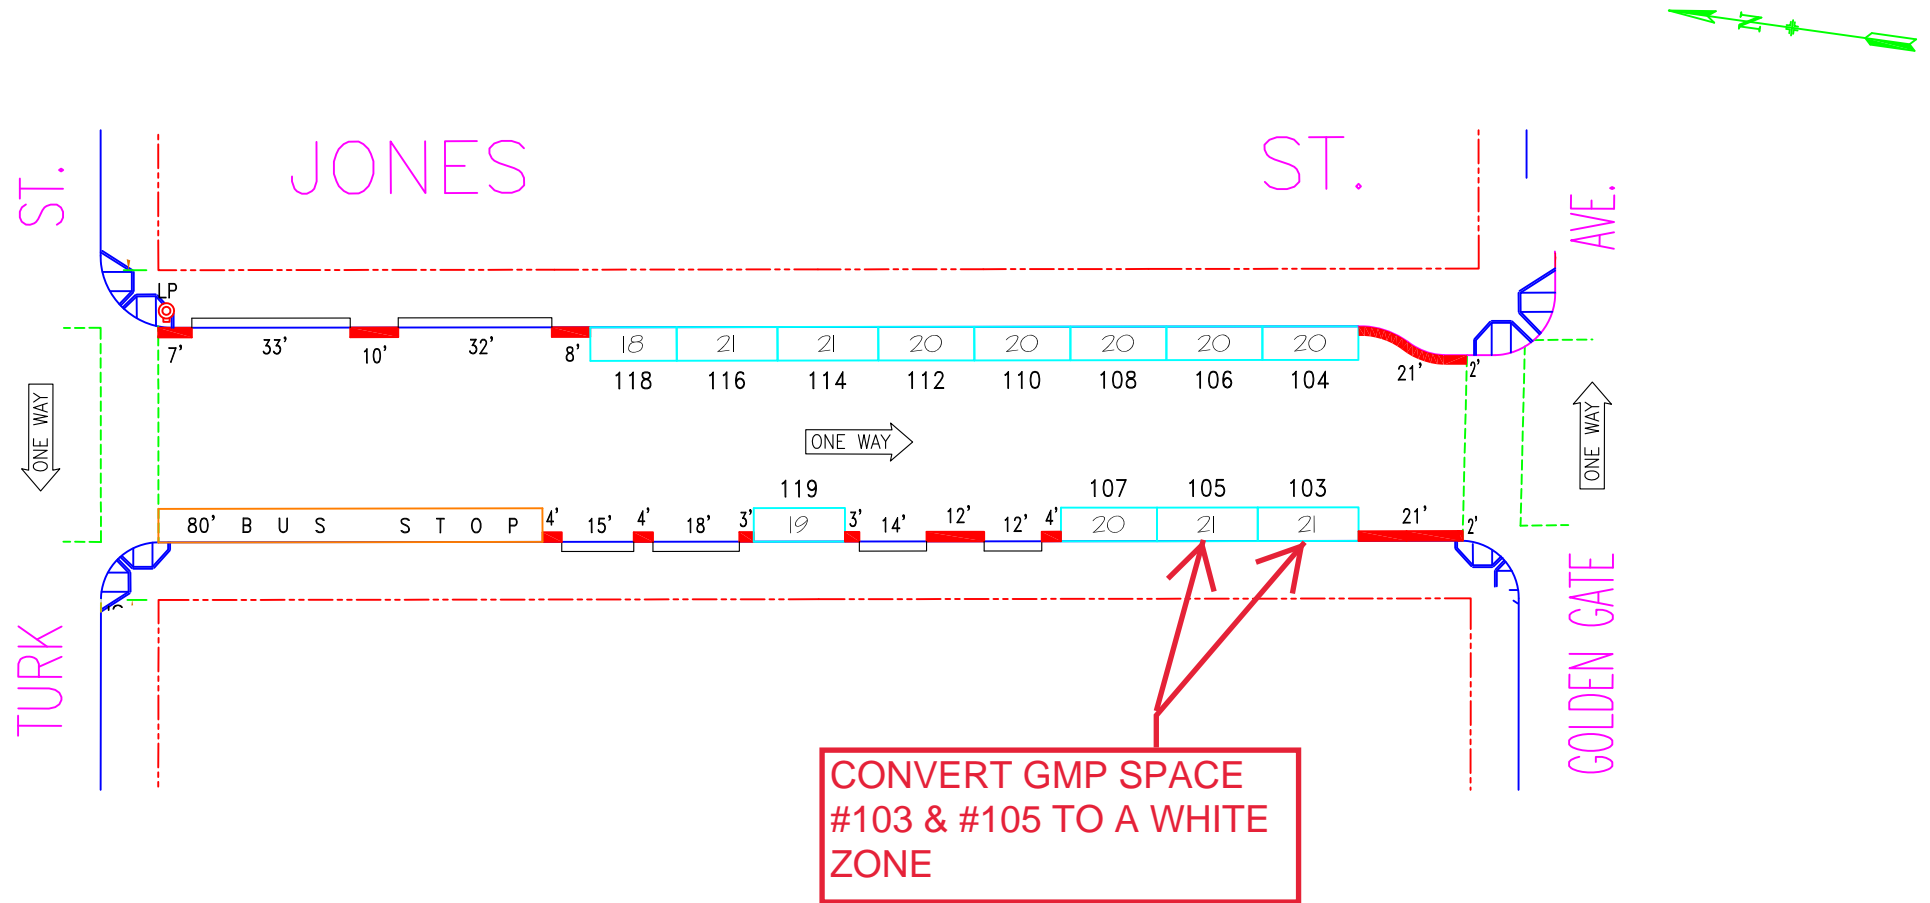 N
JONES ST.
ST.
AVE.
LP
7' 33' 10' 32' 8' 18 21 21 20 20 20 20 20 21' 2'
118 116 114 112 110 108 106 104
ONE WAY
ONE WAY
ONE WAY
119 107 105 103
80' BUS STOP 4' 15' 4' 18' 3' 19 3' 14' 12' 12' 4' 20 21 21 21' 2'
TURK
GOLDEN GATE
CONVERT GMP SPACE
#103 & #105 TO A WHITE
ZONE